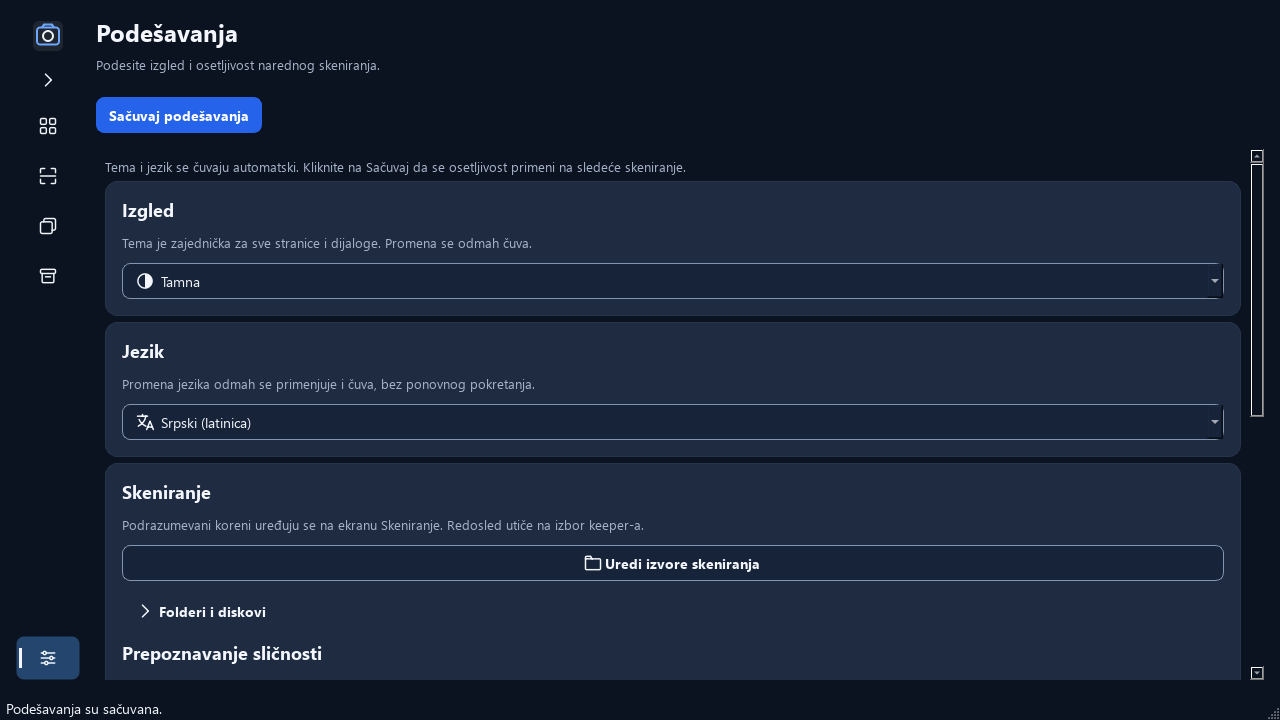 Podešavanja
Podesite izgled i osetljivost narednog skeniranja.
Sačuvaj podešavanja
Tema i jezik se čuvaju automatski. Kliknite na Sačuvaj da se osetljivost primeni na sledeće skeniranje.
Izgled
Tema je zajednička za sve stranice i dijaloge. Promena se odmah čuva.
Tamna
Jezik
Promena jezika odmah se primenjuje i čuva, bez ponovnog pokretanja.
Srpski (latinica)
Skeniranje
Podrazumevani koreni uređuju se na ekranu Skeniranje. Redosled utiče na izbor keeper-a.
Uredi izvore skeniranja
Folderi i diskovi
Prepoznavanje sličnosti
Podešavanja su sačuvana.